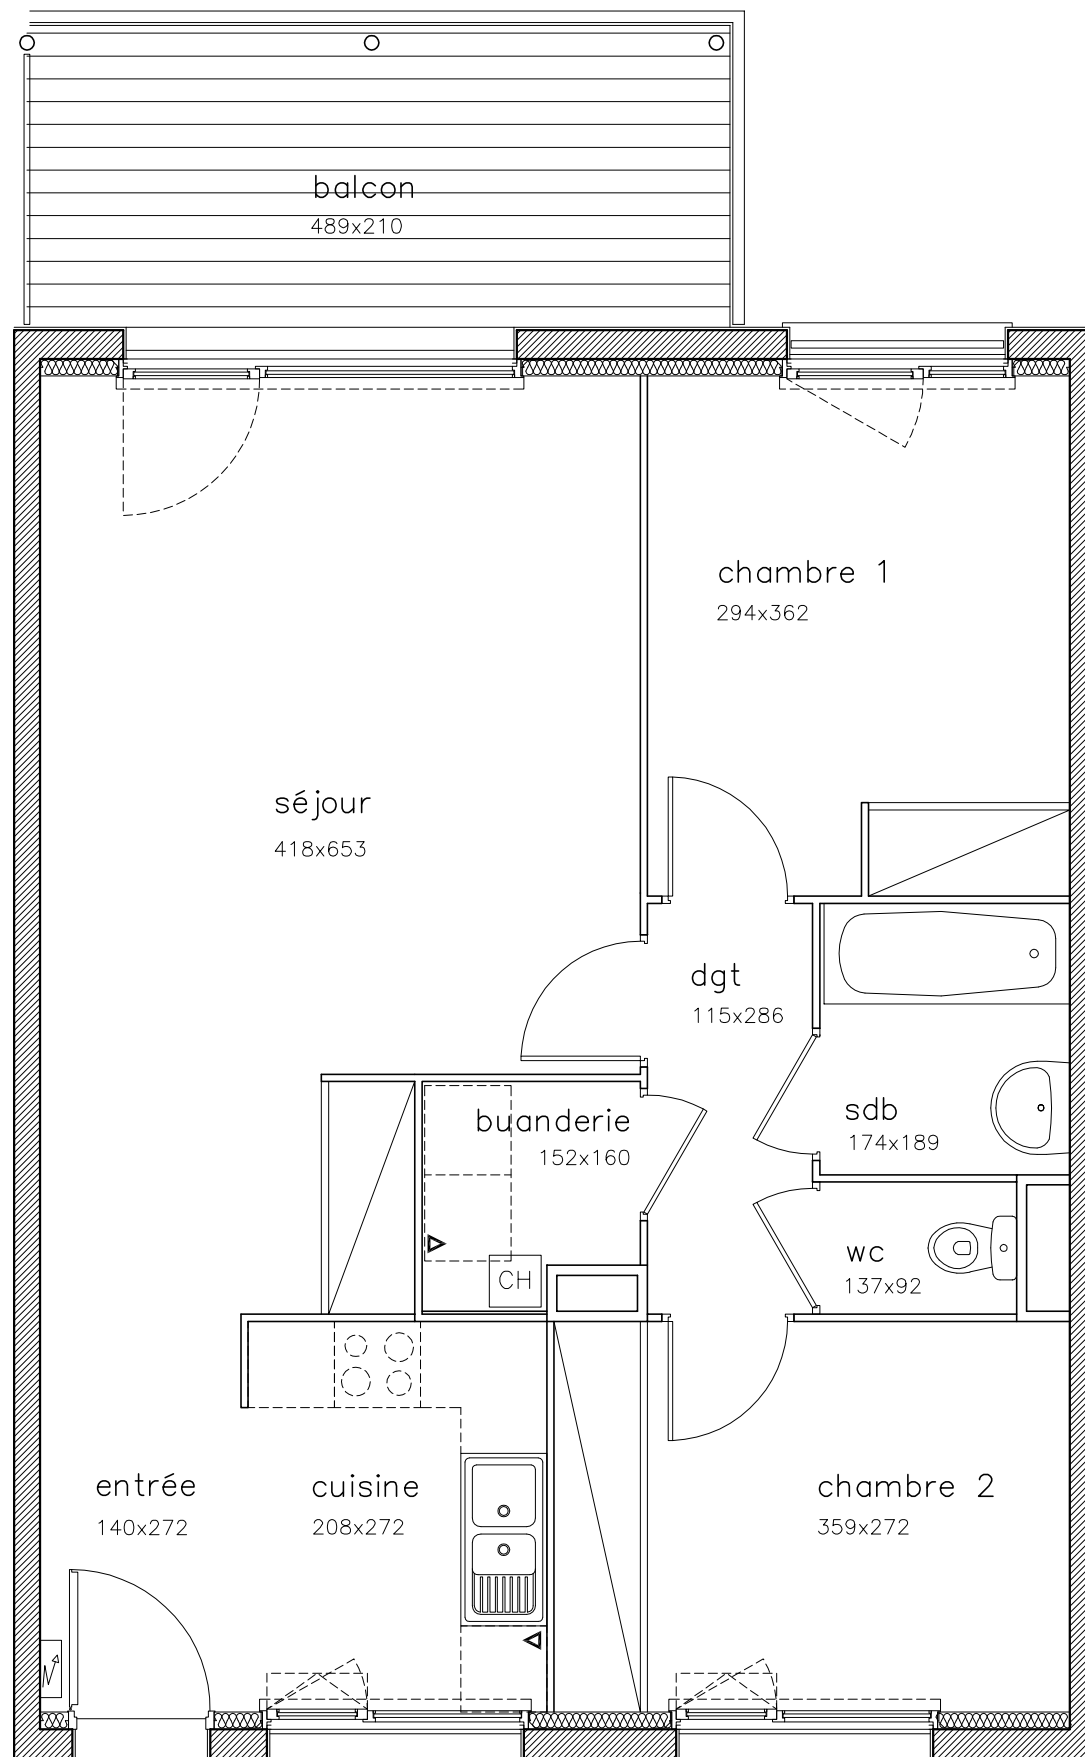 balcon
489x210
chambre 1
294x362
séjour
418x653
dgt
115x286
buanderie
152x160
sdb
174x189
CH
wc
137x92
entrée
140x272
cuisine
208x272
chambre 2
359x272